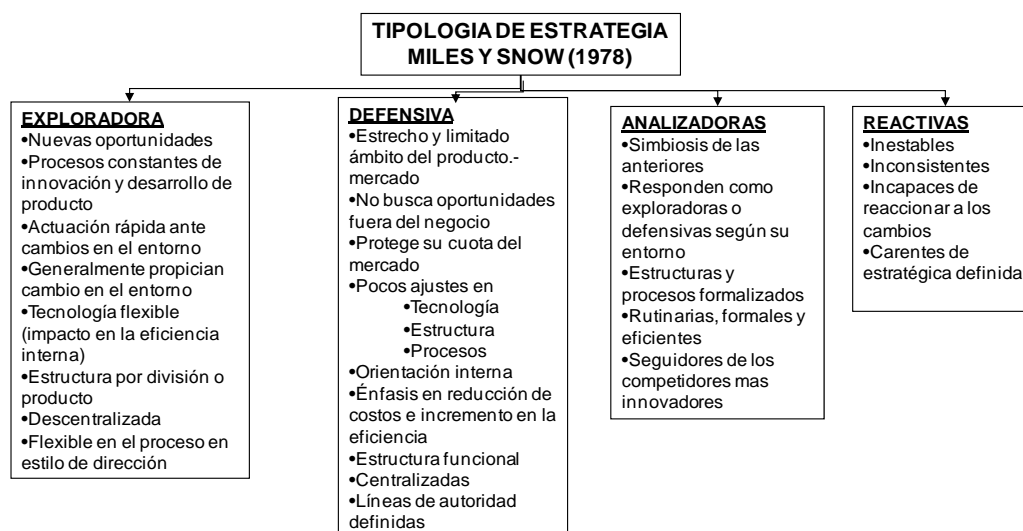 TIPOLOGIA DE ESTRATEGIA
MILES Y SNOW (1978)
EXPLORADORA
•Nuevas oportunidades
•Procesos constantes de
innovación y desarrollo de
producto
•Actuación rápida ante
cambios en el entorno
•Generalmente propician
cambio en el entorno
•Tecnología flexible
(impacto en la eficiencia
interna)
•Estructura por división o
producto
•Descentralizada
•Flexible en el proceso en
estilo de dirección
DEFENSIVA
•Estrecho y limitado
ámbito del producto.-
mercado
•No busca oportunidades
fuera del negocio
•Protege su cuota del
mercado
•Pocos ajustes en
•Tecnología
•Estructura
•Procesos
•Orientación interna
•Énfasis en reducción de
costos e incremento en la
eficiencia
•Estructura funcional
•Centralizadas
•Líneas de autoridad
definidas
ANALIZADORAS
•Simbiosis de las
anteriores
•Responden como
exploradoras o
defensivas según su
entorno
•Estructuras y
procesos formalizados
•Rutinarias, formales y
eficientes
•Seguidores de los
competidores mas
innovadores
REACTIVAS
•Inestables
•Inconsistentes
•Incapaces de
reaccionar a los
cambios
•Carentes de
estratégica definida